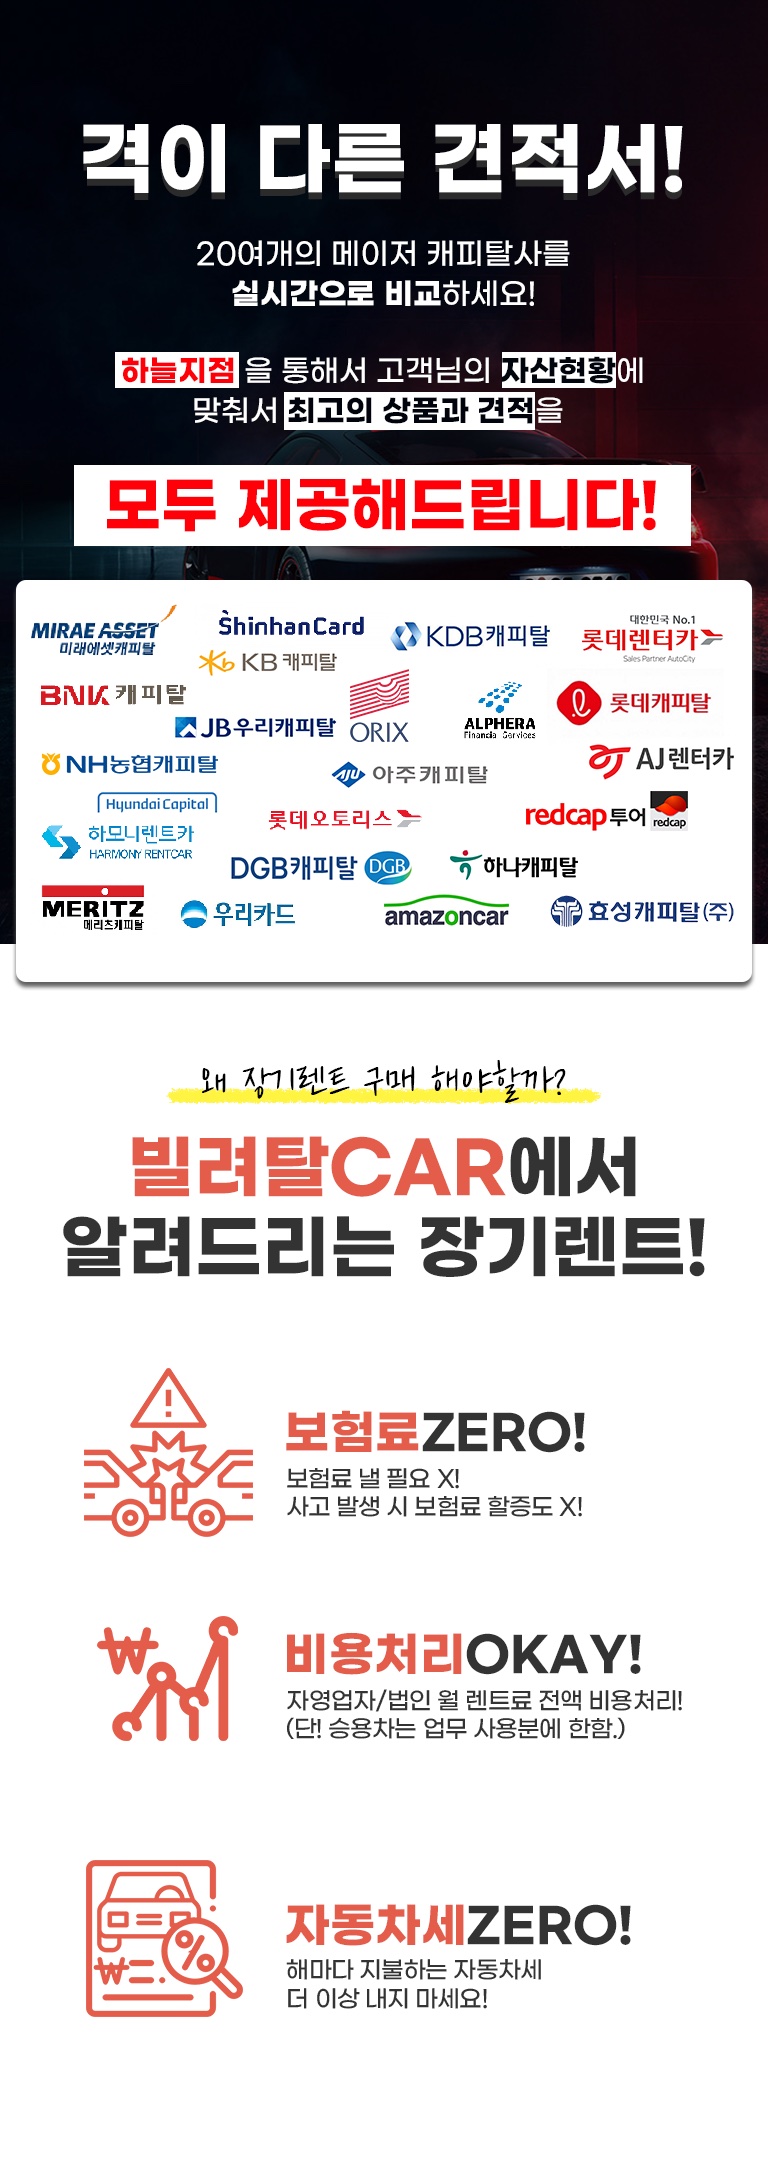 격이 다른 견적서!
20여개의 메이저 캐피탈사를
실시간으로 비교하세요!
하늘지점을 통해서 고객님의 자산현황에
맞춰서 최고의 상품과 견적을
모두 제공해드립니다!
MIRAE ASSET
미래에셋캐피탈
ShinhanCard
KB 캐피탈
KDB캐피탈
대한민국 No.1
롯데렌터카
Sales Partner AutoCity
BNK 캐피탈
JB우리캐피탈
ORIX
ALPHERA
Financial Services
롯데캐피탈
NH농협캐피탈
AJU 아주캐피탈
AJ렌터카
Hyundai Capital
하모니렌트카
HARMONY RENTCAR
롯데오토리스
redcap투어 redcap
DGB캐피탈 DGB
하나캐피탈
MERITZ
메리츠캐피탈
우리카드
amazoncar
효성캐피탈(주)
왜 장기렌트 구매 해야할까?
빌려탈CAR에서
알려드리는 장기렌트!
보험료ZERO!
보험료 낼 필요 X!
사고 발생 시 보험료 할증도 X!
비용처리OKAY!
자영업자/법인 월 렌트료 전액 비용처리!
(단! 승용차는 업무 사용분에 한함.)
자동차세ZERO!
해마다 지불하는 자동차세
더 이상 내지 마세요!